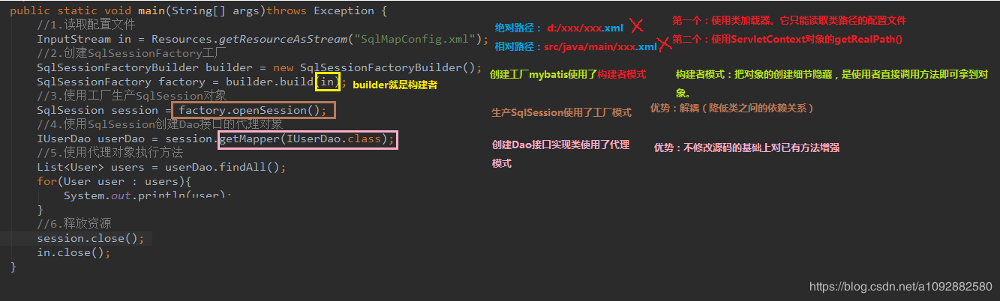 public static void main(String[] args)throws Exception {
//1.读取配置文件
InputStream in = Resources.getResourceAsStream("SqlMapConfig.xml");
//2.创建SqlSessionFactory工厂
SqlSessionFactoryBuilder builder = new SqlSessionFactoryBuilder();
SqlSessionFactory factory = builder.build(in);
//3.使用工厂生产SqlSession对象
SqlSession session = factory.openSession();
//4.使用SqlSession创建Dao接口的代理对象
IUserDao userDao = session.getMapper(IUserDao.class);
//5.使用代理对象执行方法
List<User> users = userDao.findAll();
for(User user : users){
System.out.println(user);
}
//6.释放资源
session.close();
in.close();
}
builder就是构建者
绝对路径： d:/xxx/xxx.xml
相对路径：src/java/main/xxx.xml
第一个：使用类加载器。它只能读取类路径的配置文件
第二个：使用ServletContext对象的getRealPath()
创建工厂mybatis使用了构建者模式
构建者模式：把对象的创建细节隐藏，是使用者直接调用方法即可拿到对
象。
生产SqlSession使用了工厂模式
优势：解耦（降低类之间的依赖关系）
创建Dao接口实现类使用了代理
模式
优势：不修改源码的基础上对已有方法增强
https://blog.csdn.net/a1092882580